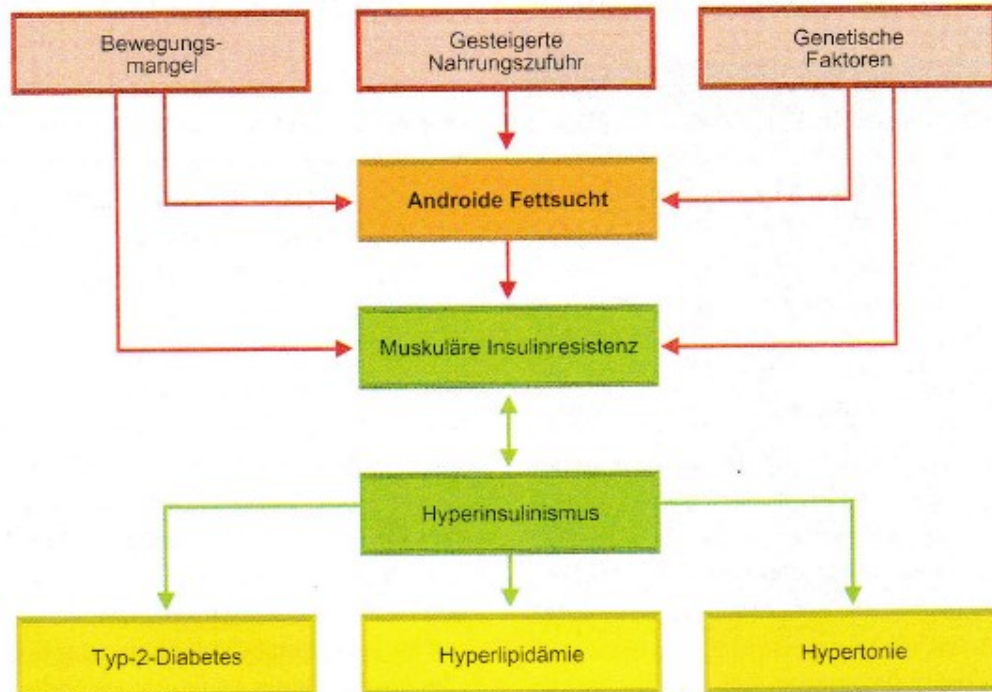 Bewegungs-
mangel
Gesteigerte
Nahrungszufuhr
Genetische
Faktoren
Androide Fettsucht
Muskuläre Insulinresistenz
Hyperinsulinismus
Typ-2-Diabetes
Hyperlipidämie
Hypertonie